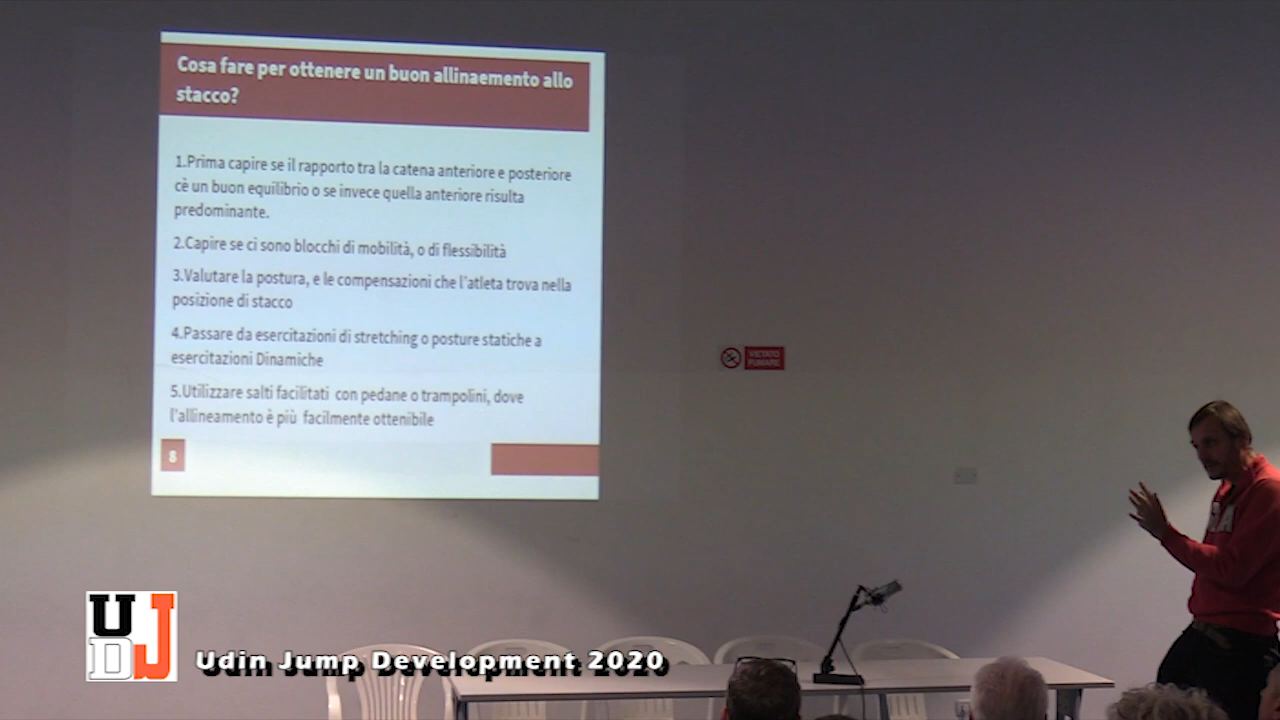 Cosa fare per ottenere un buon allinaemento allo
stacco?
1.Prima capire se il rapporto tra la catena anteriore e posteriore
cè un buon equilibrio o se invece quella anteriore risulta
predominante.
2.Capire se ci sono blocchi di mobilità, o di flessibilità
3.Valutare la postura, e le compensazioni che l'atleta trova nella
posizione di stacco
4.Passare da esercitazioni di stretching o posture statiche a
esercitazioni Dinamiche
5.Utilizzare salti facilitati con pedane o trampolini, dove
l'allineamento è più facilmente ottenibile
8
VIETATO
FUMARE
UDJ
Udin Jump Development 2020